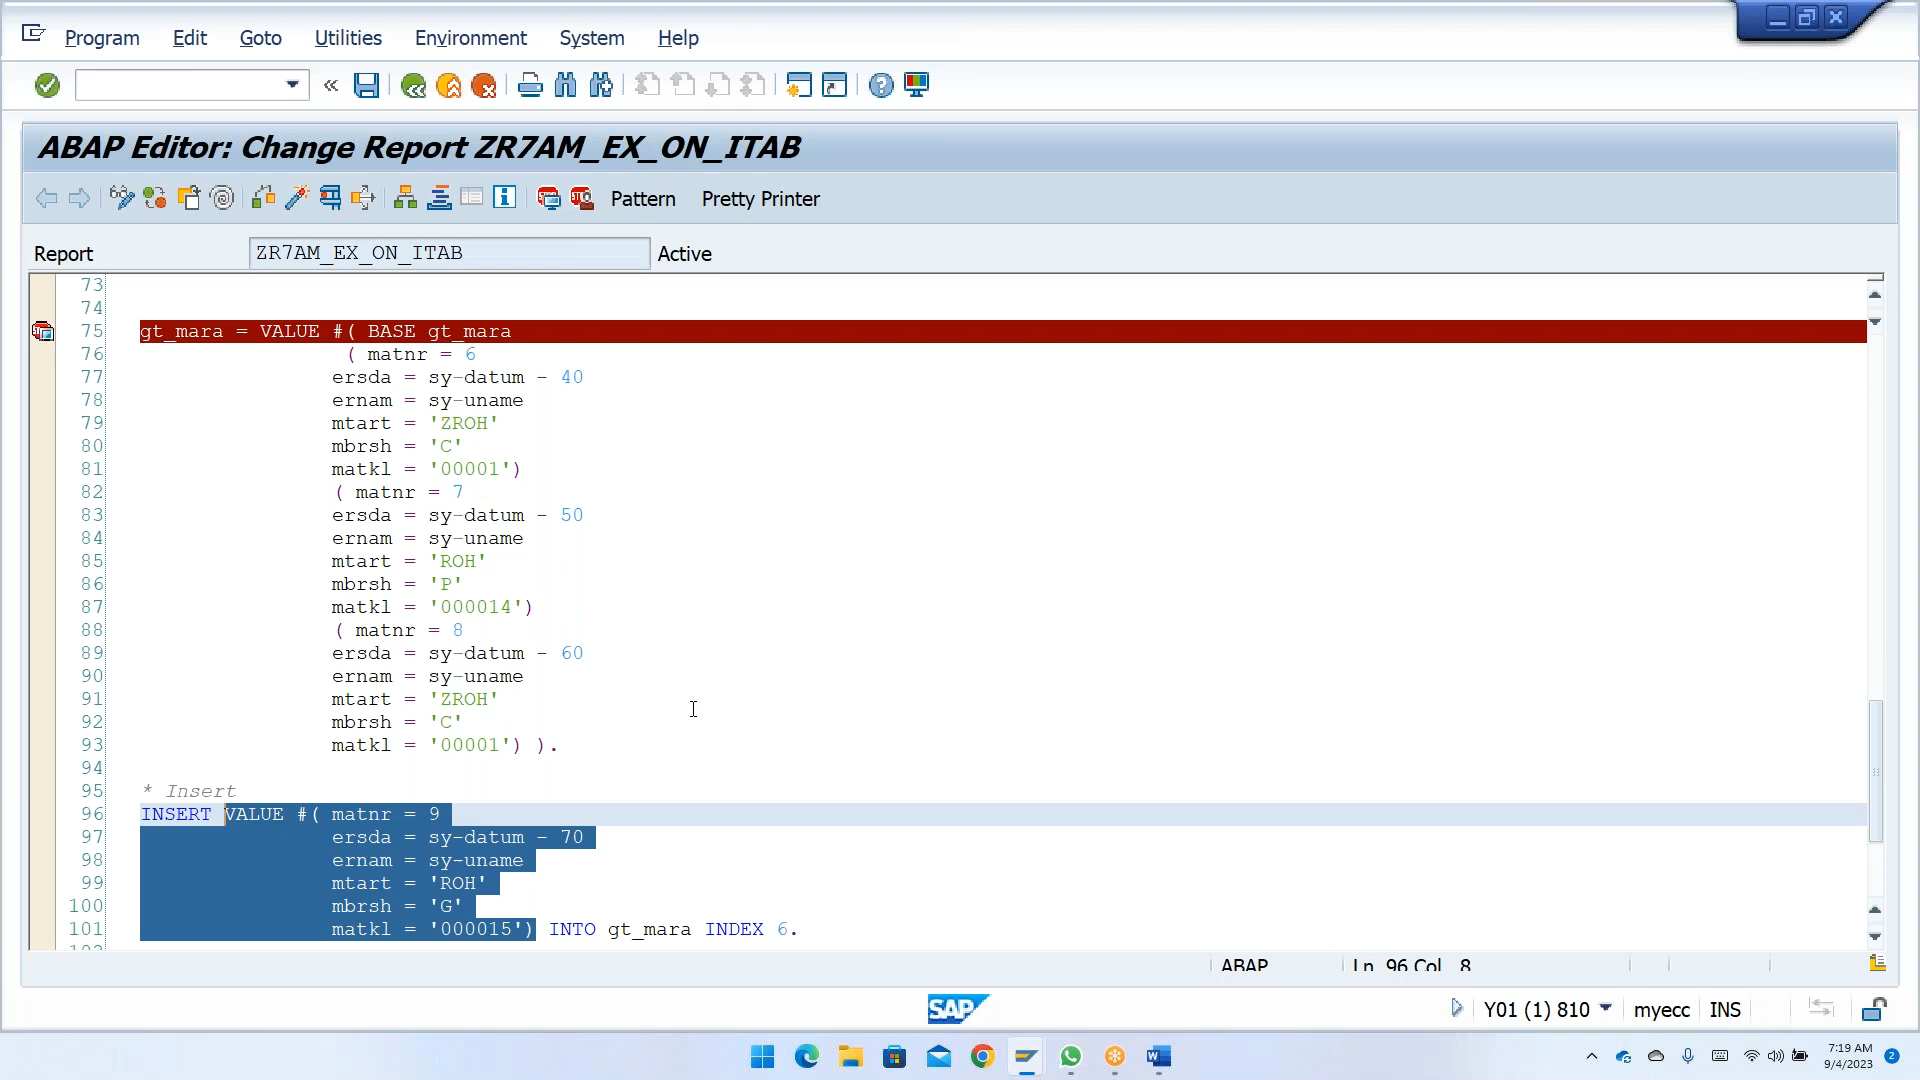 Program Edit Goto Utilities Environment System Help
«
ABAP Editor: Change Report ZR7AM_EX_ON_ITAB
Pattern Pretty Printer
Report ZR7AM_EX_ON_ITAB Active
73
74
75 gt_mara = VALUE #( BASE gt_mara
76 ( matnr = 6
77 ersda = sy-datum - 40
78 ernam = sy-uname
79 mtart = 'ZROH'
80 mbrsh = 'C'
81 matkl = '00001')
82 ( matnr = 7
83 ersda = sy-datum - 50
84 ernam = sy-uname
85 mtart = 'ROH'
86 mbrsh = 'P'
87 matkl = '000014')
88 ( matnr = 8
89 ersda = sy-datum - 60
90 ernam = sy-uname
91 mtart = 'ZROH'
92 mbrsh = 'C'
93 matkl = '00001') ).
94
95 * Insert
96 INSERT VALUE #( matnr = 9
97 ersda = sy-datum - 70
98 ernam = sy-uname
99 mtart = 'ROH'
100 mbrsh = 'G'
101 matkl = '000015') INTO gt_mara INDEX 6.
ABAP Ln 96 Col 8
SAP Y01 (1) 810 myecc INS
7:19 AM
9/4/2023 2